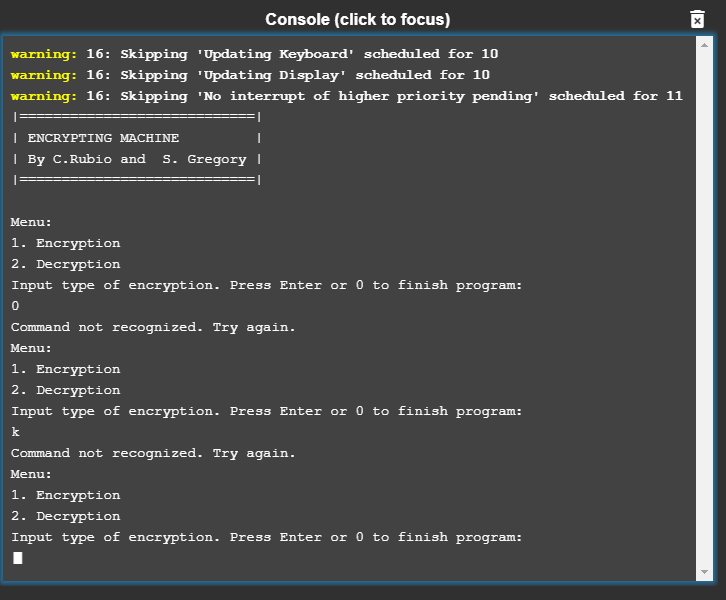 Console (click to focus)
warning: 16: Skipping 'Updating Keyboard' scheduled for 10
warning: 16: Skipping 'Updating Display' scheduled for 10
warning: 16: Skipping 'No interrupt of higher priority pending' scheduled for 11
|============================|
| ENCRYPTING MACHINE         |
| By C.Rubio and  S. Gregory |
|============================|
Menu:
1. Encryption
2. Decryption
Input type of encryption. Press Enter or 0 to finish program:
0
Command not recognized. Try again.
Menu:
1. Encryption
2. Decryption
Input type of encryption. Press Enter or 0 to finish program:
k
Command not recognized. Try again.
Menu:
1. Encryption
2. Decryption
Input type of encryption. Press Enter or 0 to finish program: